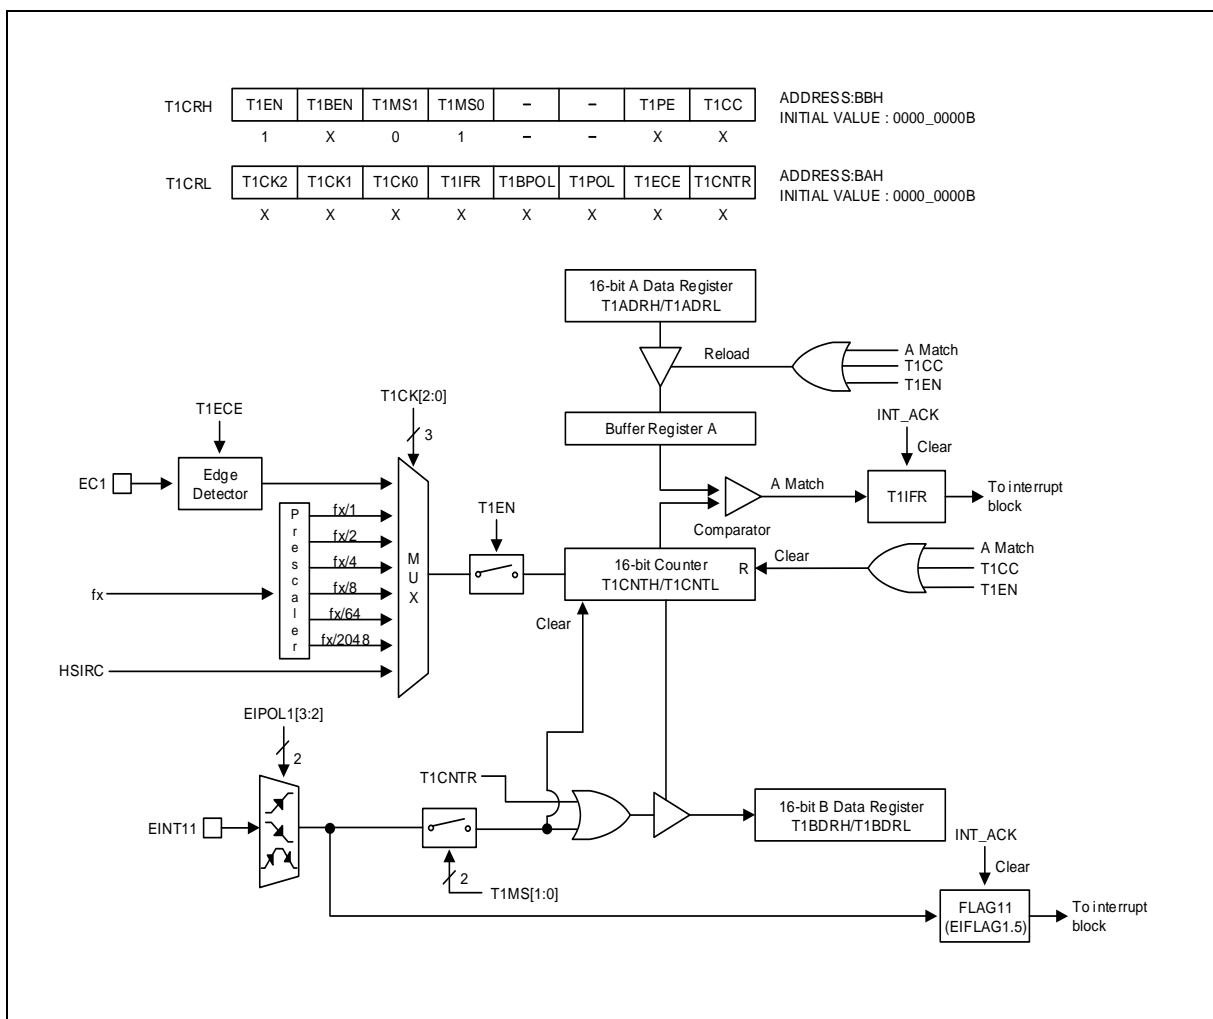 T1CRH T1EN T1BEN T1MS1 T1MS0 – – T1PE T1CC ADDRESS:BBH
INITIAL VALUE : 0000_0000B
1 X 0 1 – – X X
T1CRL T1CK2 T1CK1 T1CK0 T1IFR T1BPOL T1POL T1ECE T1CNTR ADDRESS:BAH
INITIAL VALUE : 0000_0000B
X X X X X X X X
16-bit A Data Register
T1ADRH/T1ADRL
Reload
A Match
T1CC
T1EN
T1CK[2:0]
3
T1ECE
Buffer Register A
INT_ACK
Clear
EC1
Edge
Detector
A Match
T1IFR
To interrupt
block
Comparator
Prescaler
fx/1
fx/2
fx/4
fx/8
fx/64
fx/2048
MUX
T1EN
16-bit Counter
T1CNTH/T1CNTL
R
Clear
A Match
T1CC
T1EN
fx
Clear
HSIRC
EIPOL1[3:2]
2
T1CNTR
16-bit B Data Register
T1BDRH/T1BDRL
EINT11
INT_ACK
Clear
2
T1MS[1:0]
FLAG11
(EIFLAG1.5)
To interrupt
block